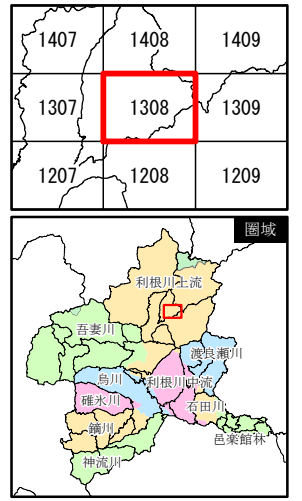 1407 1408 1409
1307 1308 1309
1207 1208 1209
圏域
利根川上流
吾妻川
渡良瀬川
烏川 利根川中流
碓氷川
石田川
鏑川
邑楽館林
神流川